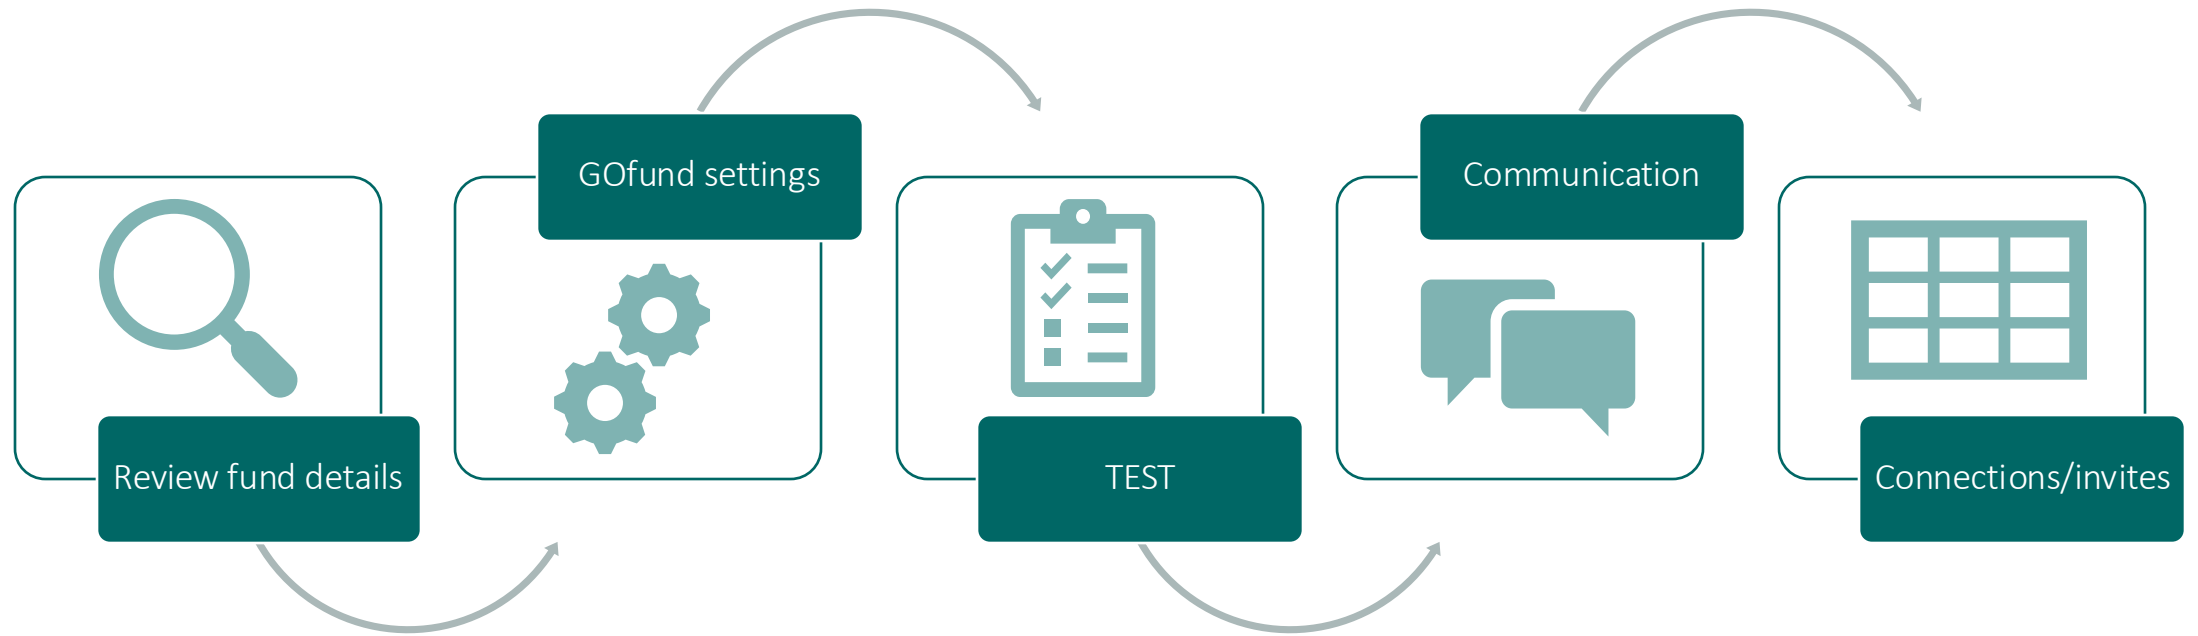 Review fund details
GOfund settings
TEST
Communication
Connections/invites